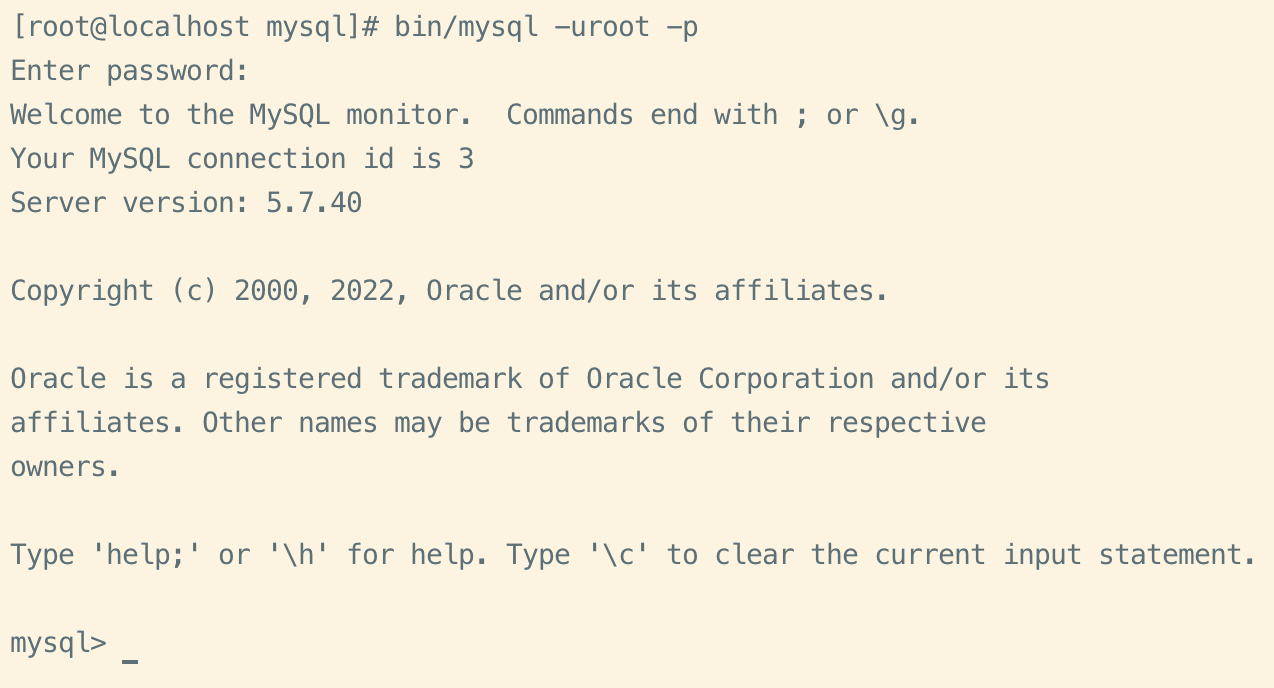 [root@localhost mysql]# bin/mysql -uroot -p
Enter password:
Welcome to the MySQL monitor.  Commands end with ; or \g.
Your MySQL connection id is 3
Server version: 5.7.40
Copyright (c) 2000, 2022, Oracle and/or its affiliates.
Oracle is a registered trademark of Oracle Corporation and/or its
affiliates. Other names may be trademarks of their respective
owners.
Type 'help;' or '\h' for help. Type '\c' to clear the current input statement.
mysql> _